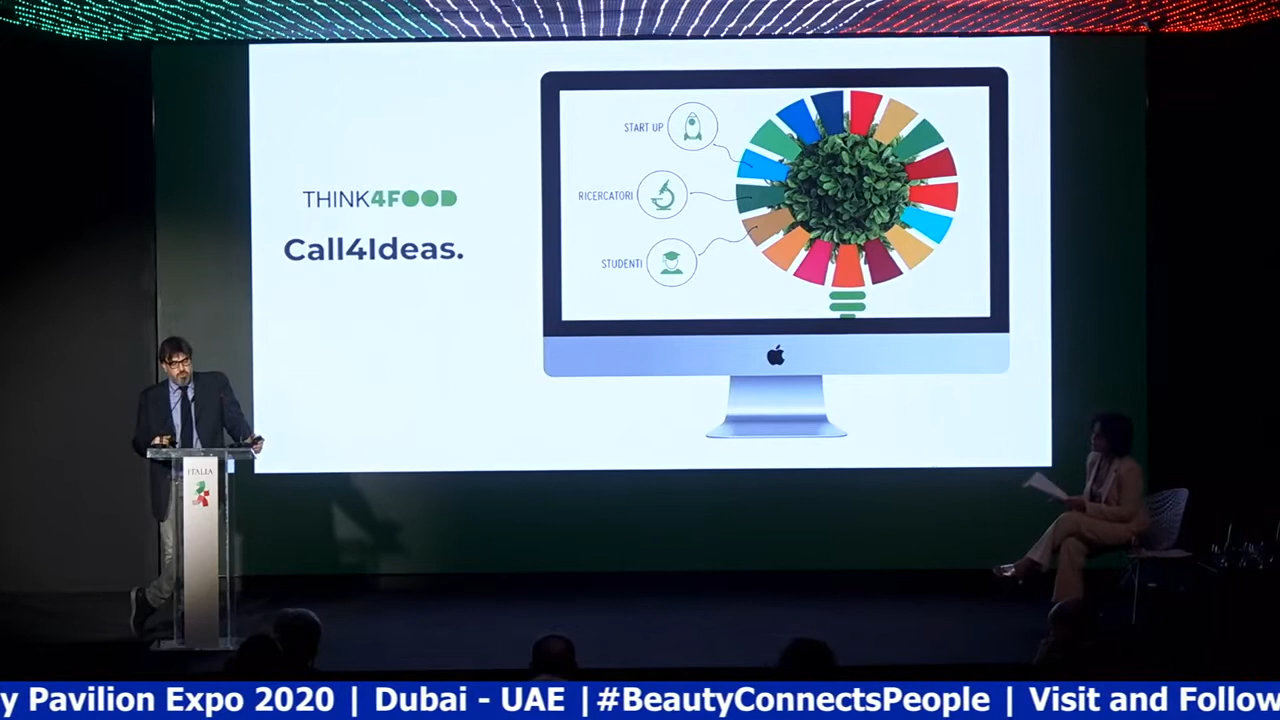 THINK4FOOD
Call4Ideas.
START UP
RICERCATORI
STUDENTI
ITALIA
y Pavilion Expo 2020 | Dubai - UAE |#BeautyConnectsPeople | Visit and Follow